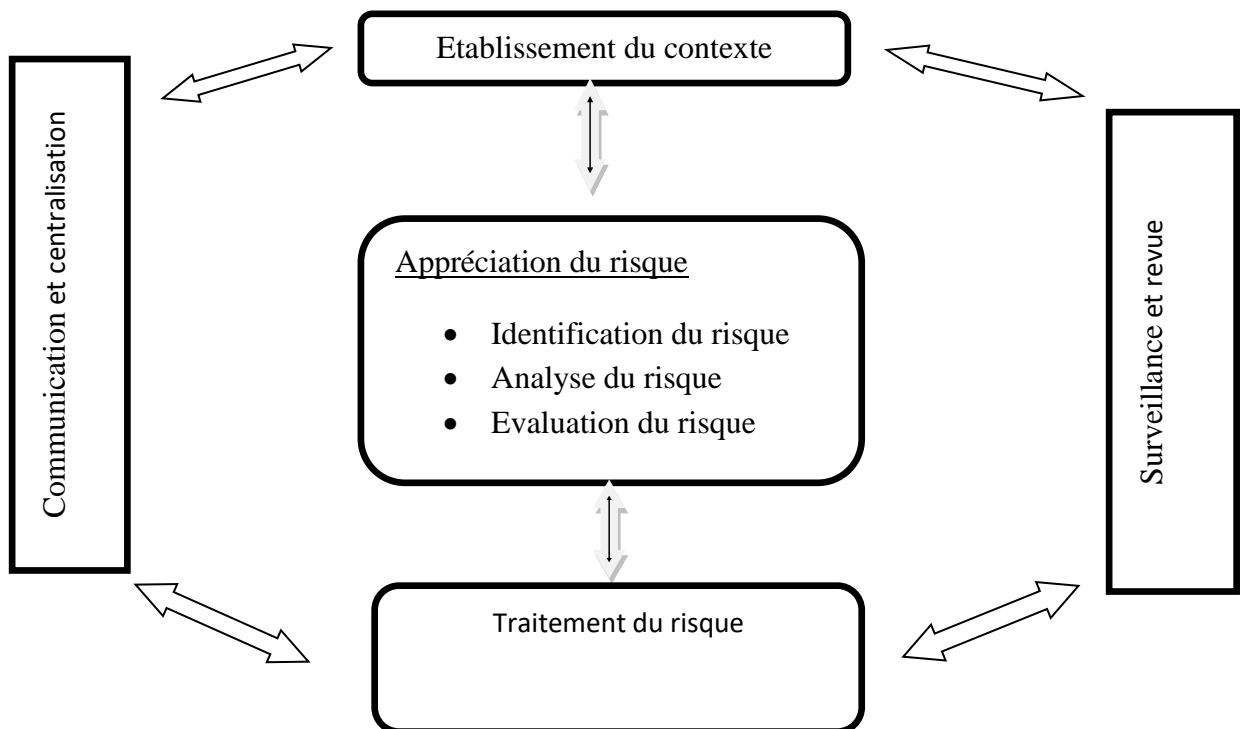 Etablissement du contexte
Communication et centralisation
Appréciation du risque
• Identification du risque
• Analyse du risque
• Evaluation du risque
Surveillance et revue
Traitement du risque